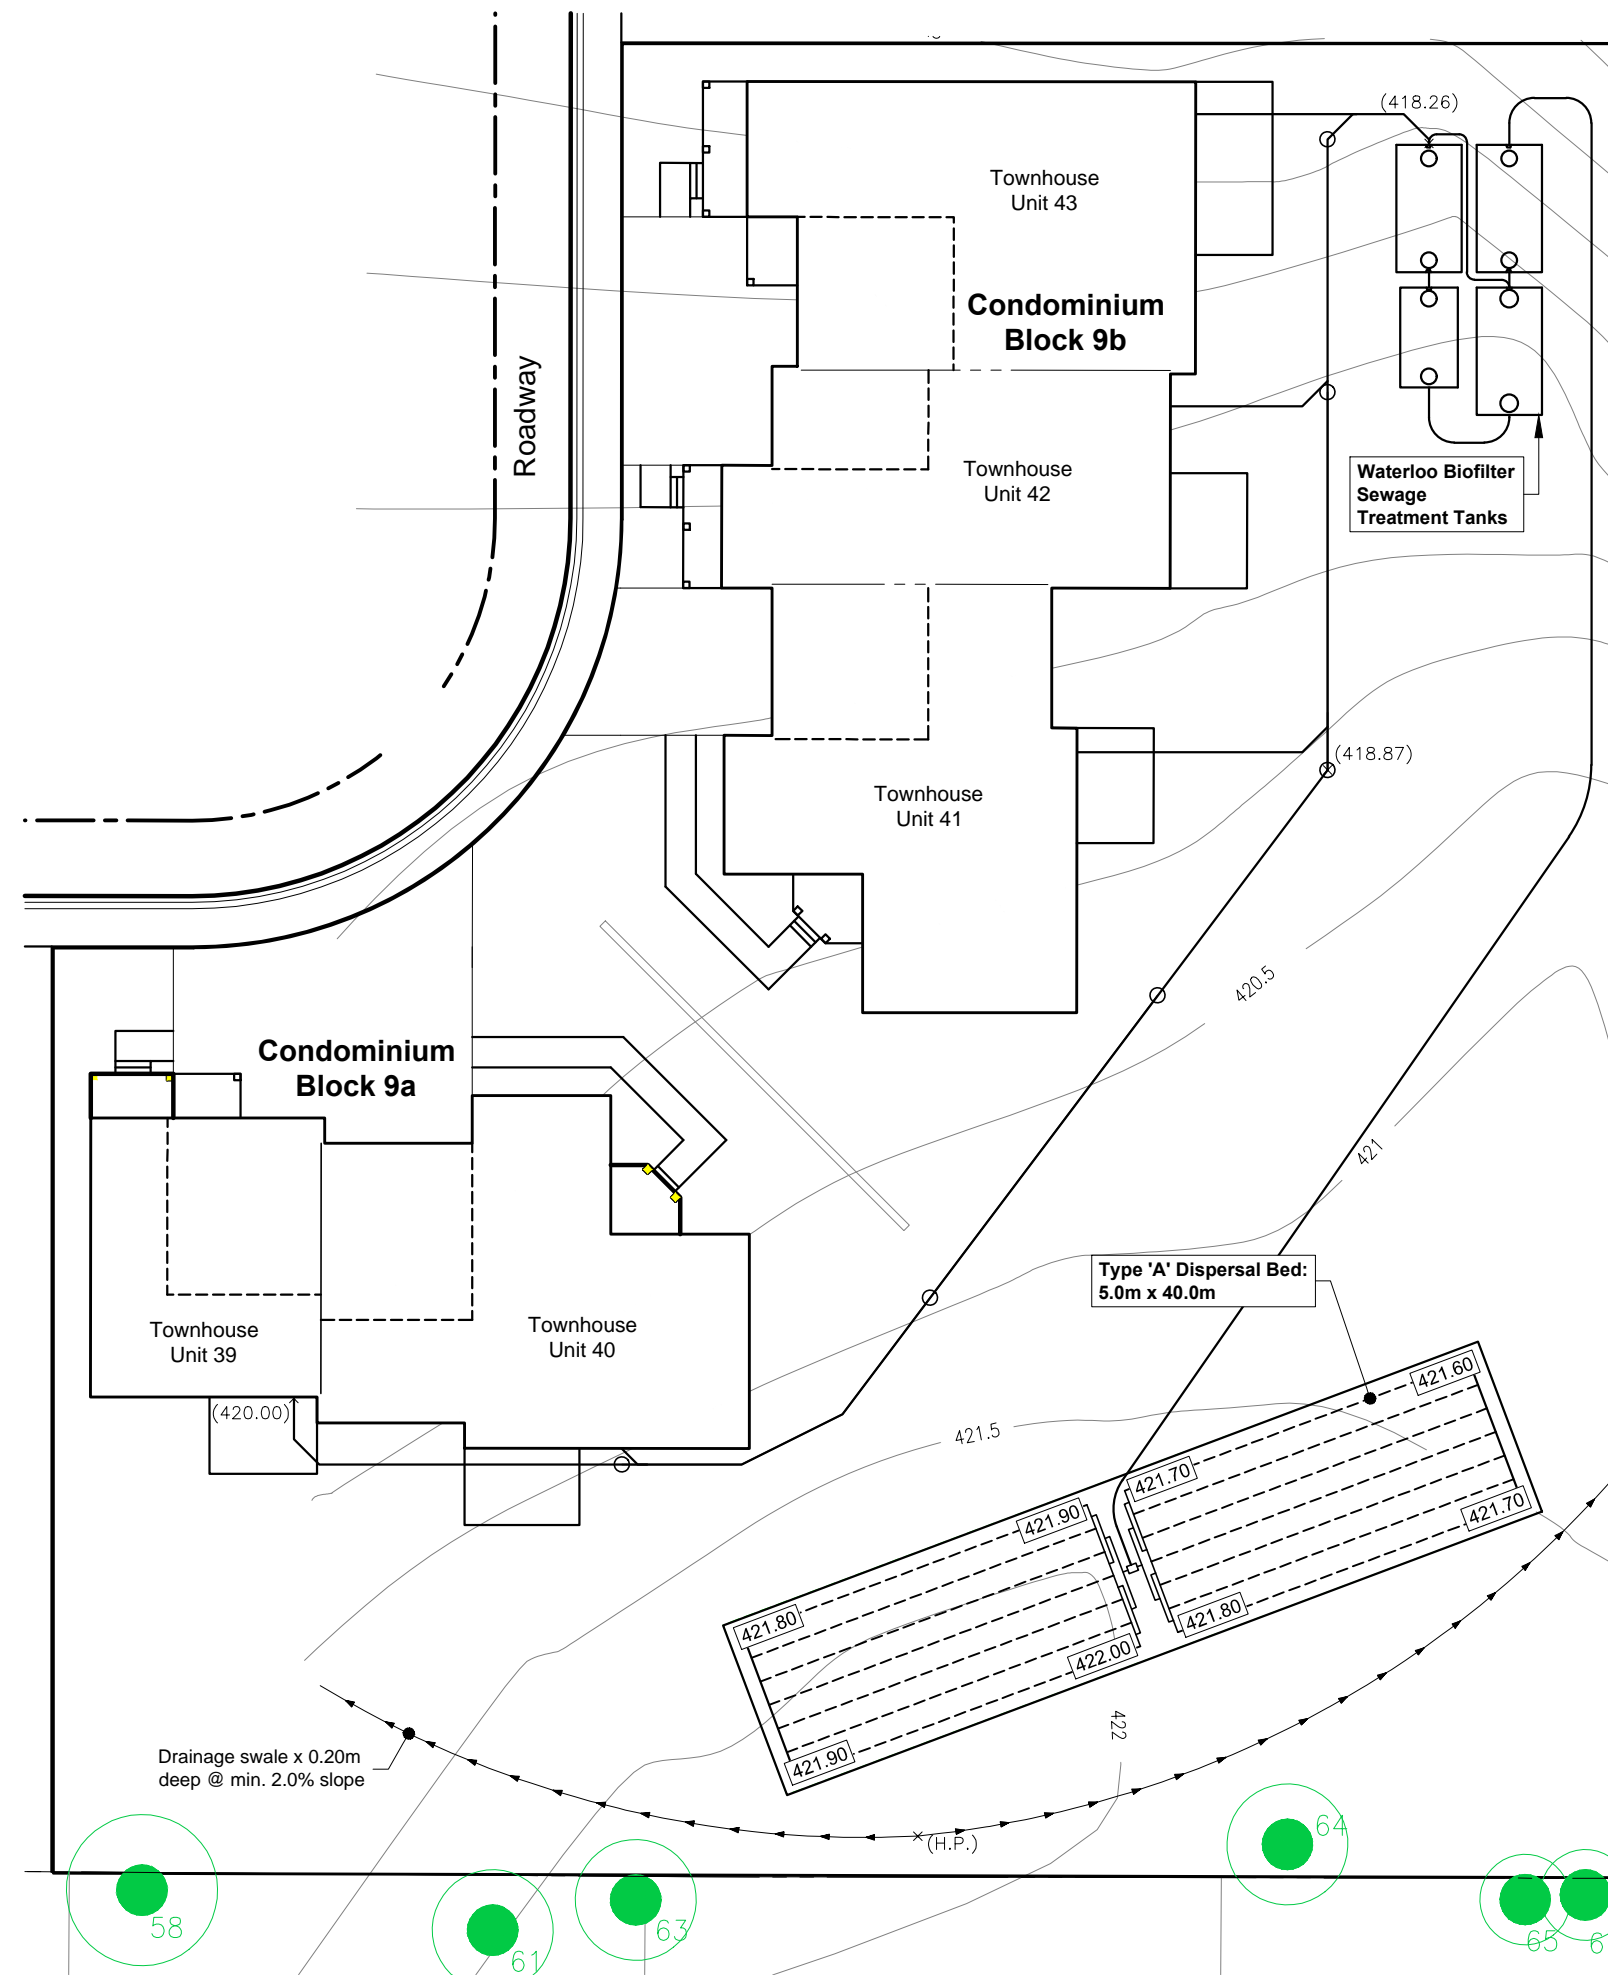 (418.26)
Townhouse
Unit 43
Condominium
Block 9b
Roadway
Townhouse
Unit 42
Waterloo Biofilter
Sewage
Treatment Tanks
(418.87)
Townhouse
Unit 41
420.5
Condominium
Block 9a
421
Type 'A' Dispersal Bed:
5.0m x 40.0m
Townhouse
Unit 39
Townhouse
Unit 40
(420.00)
421.60
421.5
421.70
421.90
421.70
421.80
421.80
422.00
422
421.90
Drainage swale x 0.20m
deep @ min. 2.0% slope
(H.P.)
64
58
61
63
65